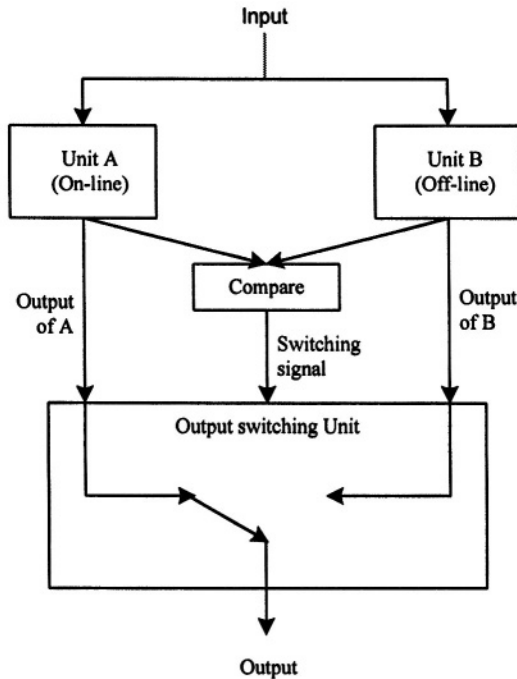 Input
Unit A
(On-line)
Unit B
(Off-line)
Compare
Output
of A
Switching
signal
Output
of B
Output switching Unit
Output